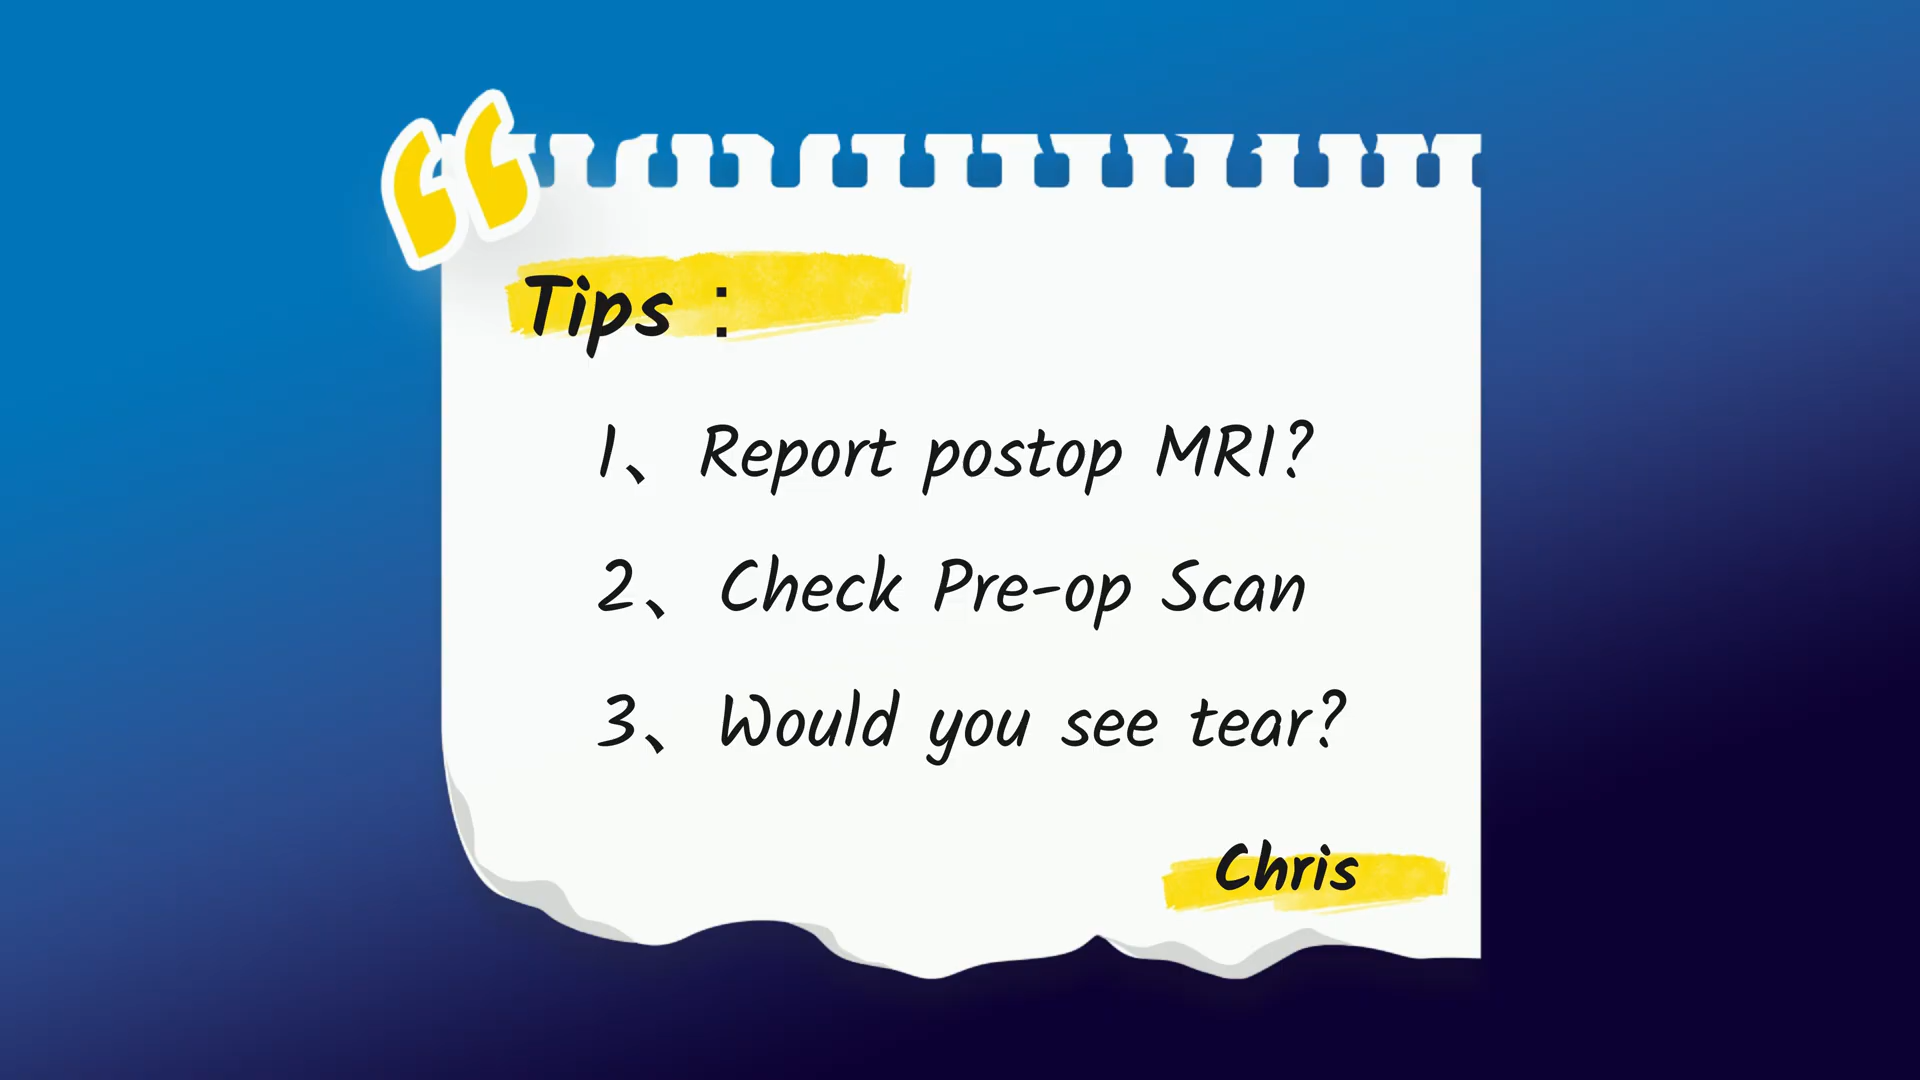 Tips：
1、Report postop MRI?
2、Check Pre-op Scan
3、Would you see tear?
Chris